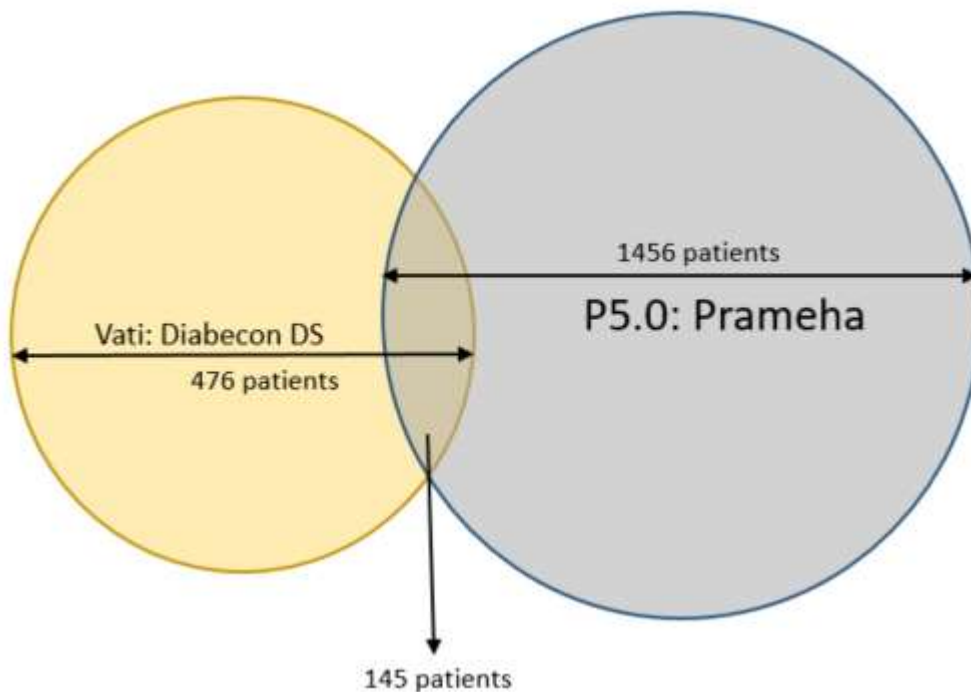 1456 patients
P5.0: Prameha
Vati: Diabecon DS
476 patients
145 patients